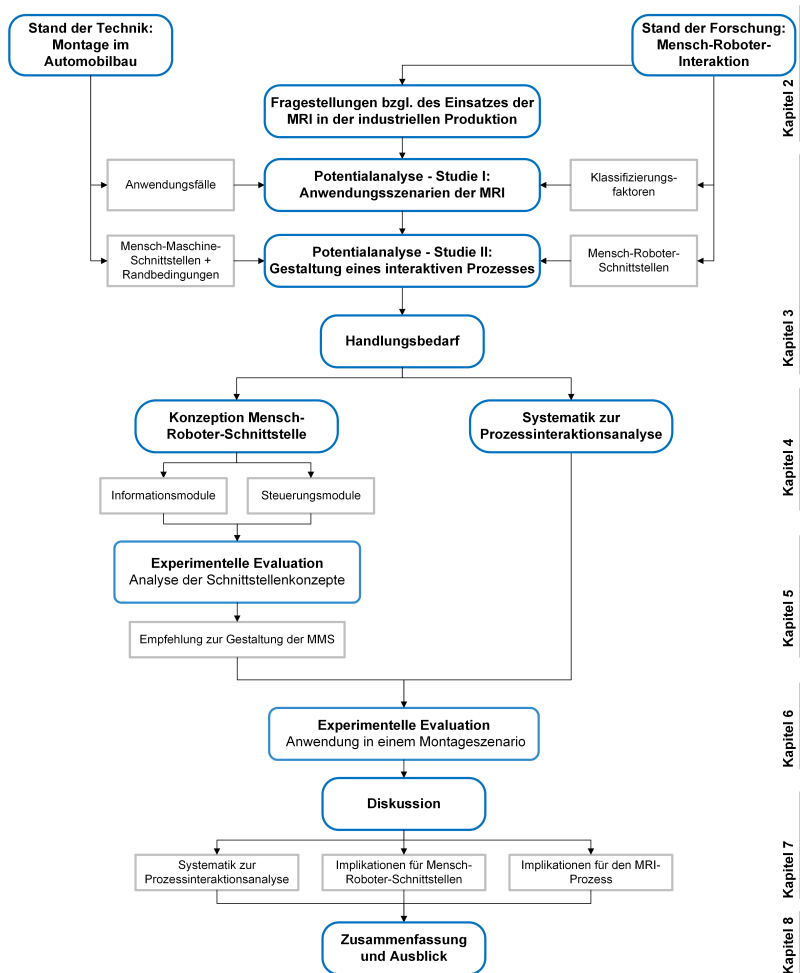 Stand der Technik:
Montage im
Automobilbau
Stand der Forschung:
Mensch-Roboter-
Interaktion
Kapitel 2
Fragestellungen bzgl. des Einsatzes der
MRI in der industriellen Produktion
Anwendungsfälle
Potentialanalyse - Studie I:
Anwendungsszenarien der MRI
Klassifizierungs-
faktoren
Mensch-Maschine-
Schnittstellen +
Randbedingungen
Potentialanalyse - Studie II:
Gestaltung eines interaktiven Prozesses
Mensch-Roboter-
Schnittstellen
Kapitel 3
Handlungsbedarf
Konzeption Mensch-
Roboter-Schnittstelle
Systematik zur
Prozessinteraktionsanalyse
Kapitel 4
Informationsmodule
Steuerungsmodule
Experimentelle Evaluation
Analyse der Schnittstellenkonzepte
Kapitel 5
Empfehlung zur Gestaltung der MMS
Experimentelle Evaluation
Anwendung in einem Montageszenario
Kapitel 6
Diskussion
Systematik zur
Prozessinteraktionsanalyse
Implikationen für Mensch-
Roboter-Schnittstellen
Implikationen für den MRI-
Prozess
Kapitel 7
Zusammenfassung
und Ausblick
Kapitel 8